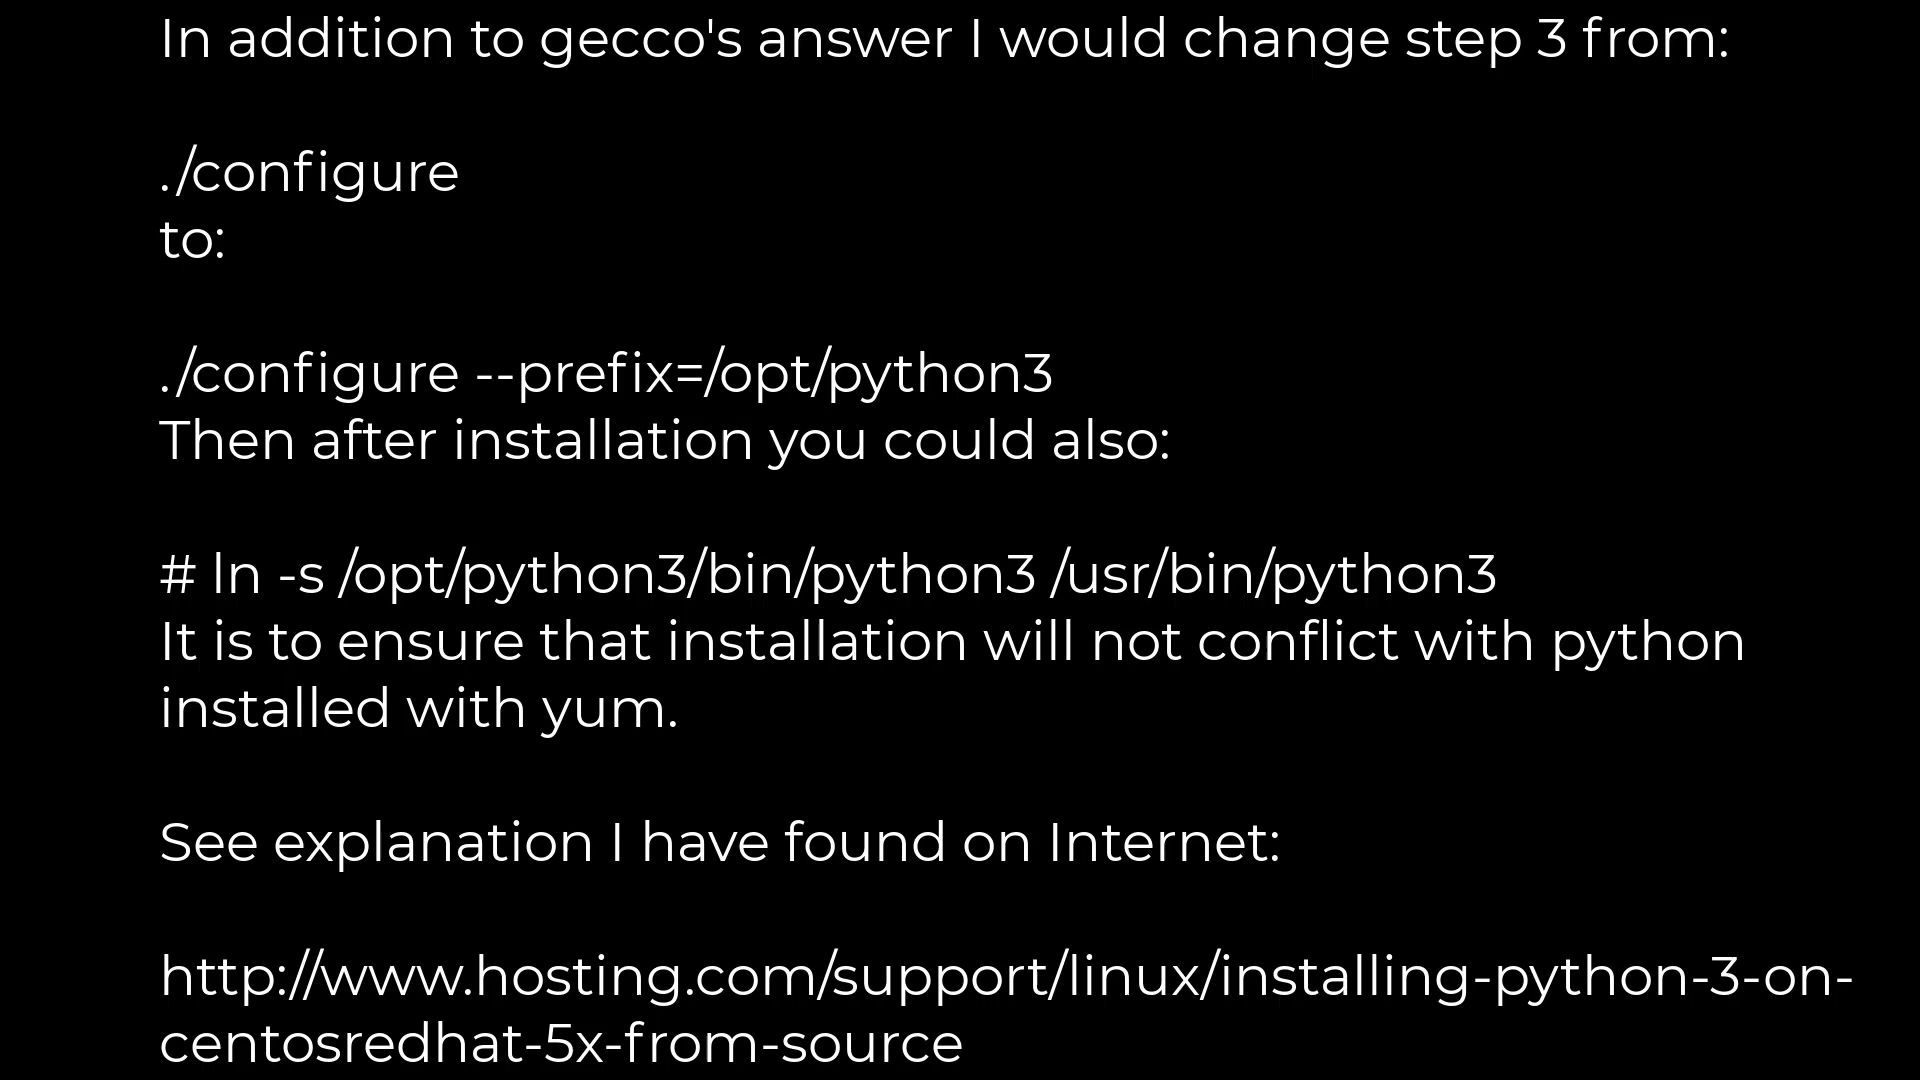 In addition to gecco's answer I would change step 3 from:
./configure
to:
./configure --prefix=/opt/python3
Then after installation you could also:
# ln -s /opt/python3/bin/python3 /usr/bin/python3
It is to ensure that installation will not conflict with python
installed with yum.
See explanation I have found on Internet:
http://www.hosting.com/support/linux/installing-python-3-on-
centosredhat-5x-from-source